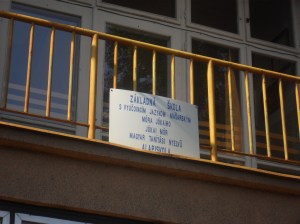 ZÁKLADNÁ ŠKOLA
S VYUČOVACÍM JAZYKOM MAĎARSKÝM
MÓRA JÓKAIHO
JÓKAI MÓR
MAGYAR TANÍTÁSI NYELVŰ
ALAPISKOLA